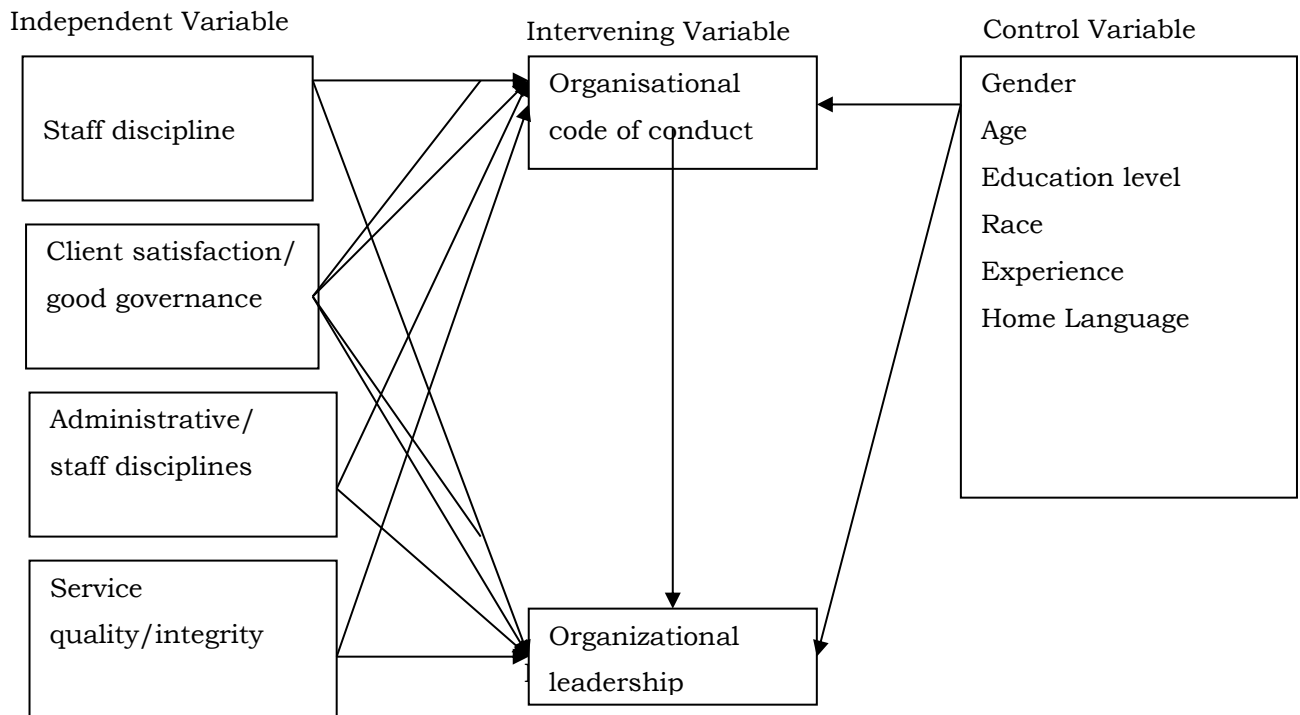 Independent Variable
Intervening Variable
Control Variable
Staff discipline
Client satisfaction/
good governance
Administrative/
staff disciplines
Service
quality/integrity
Organisational
code of conduct
Organizational
leadership
Gender
Age
Education level
Race
Experience
Home Language